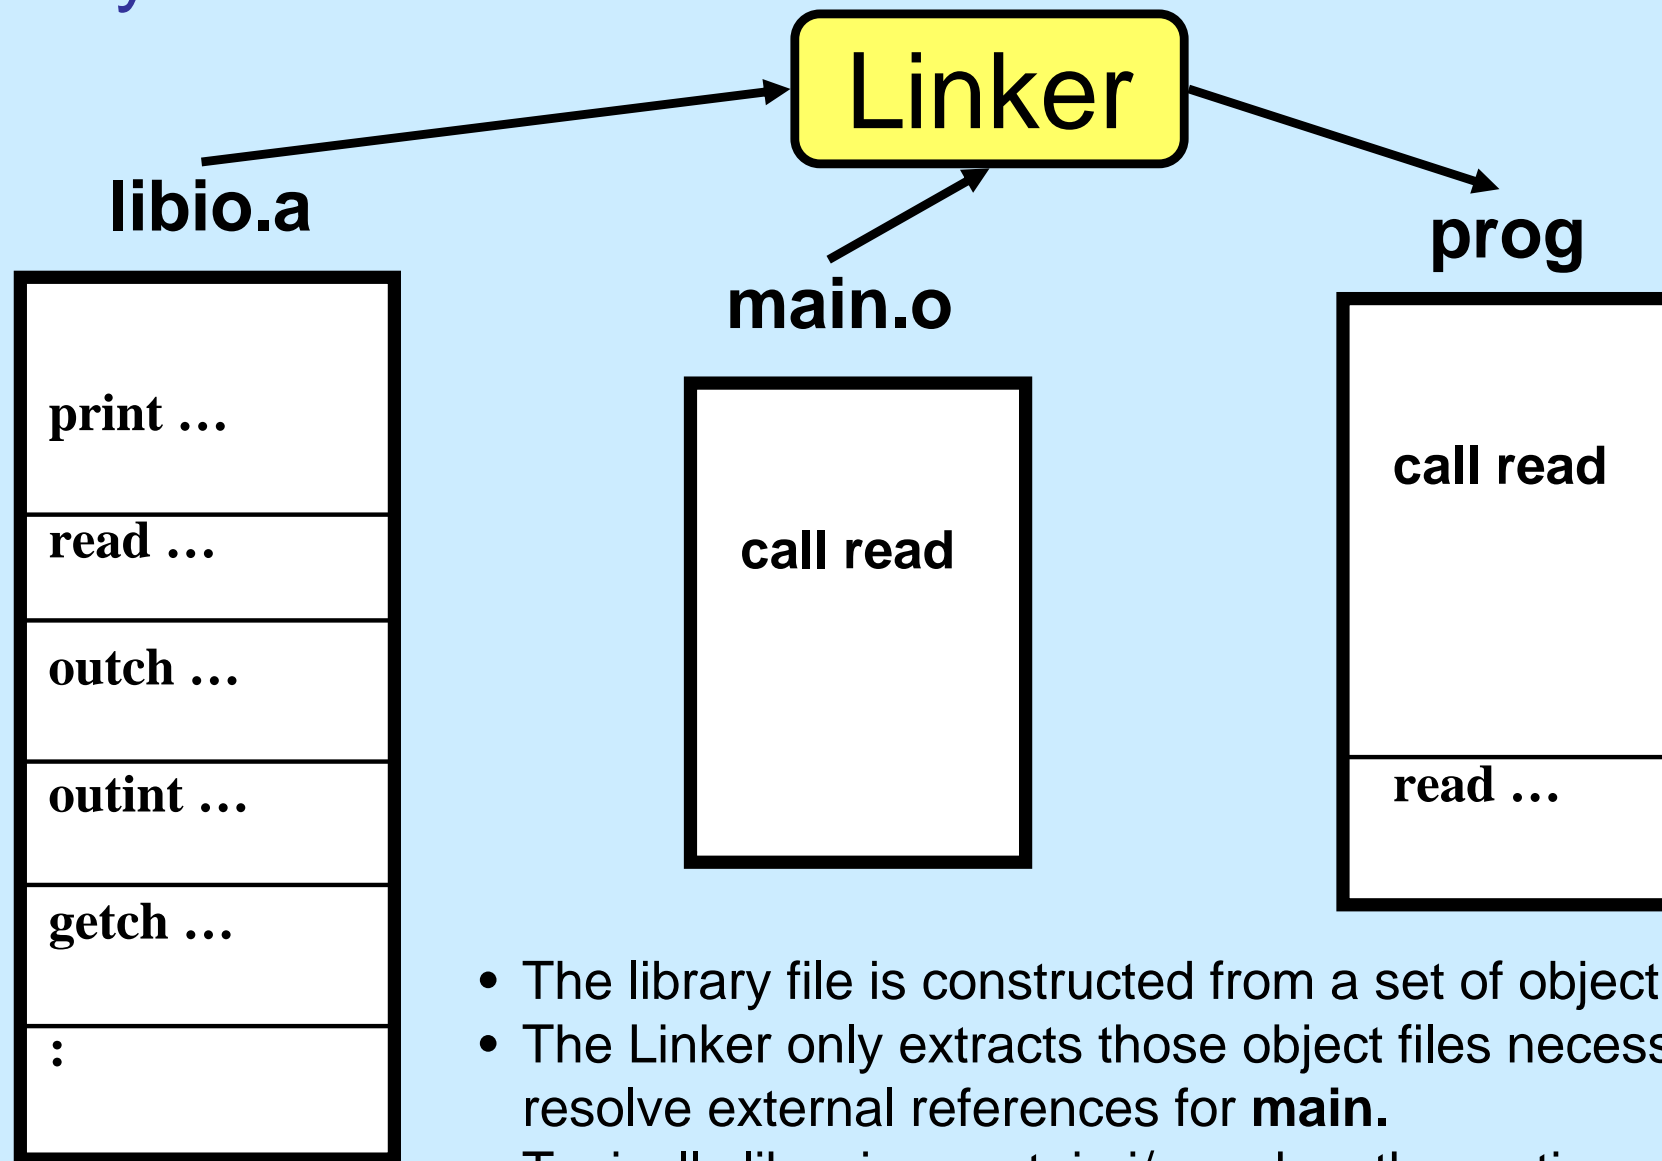 Linker
libio.a
print …
read …
outch …
outint …
getch …
:
main.o
call read
prog
call read
read …
• The library file is constructed from a set of object
• The Linker only extracts those object files
resolve external references for main.